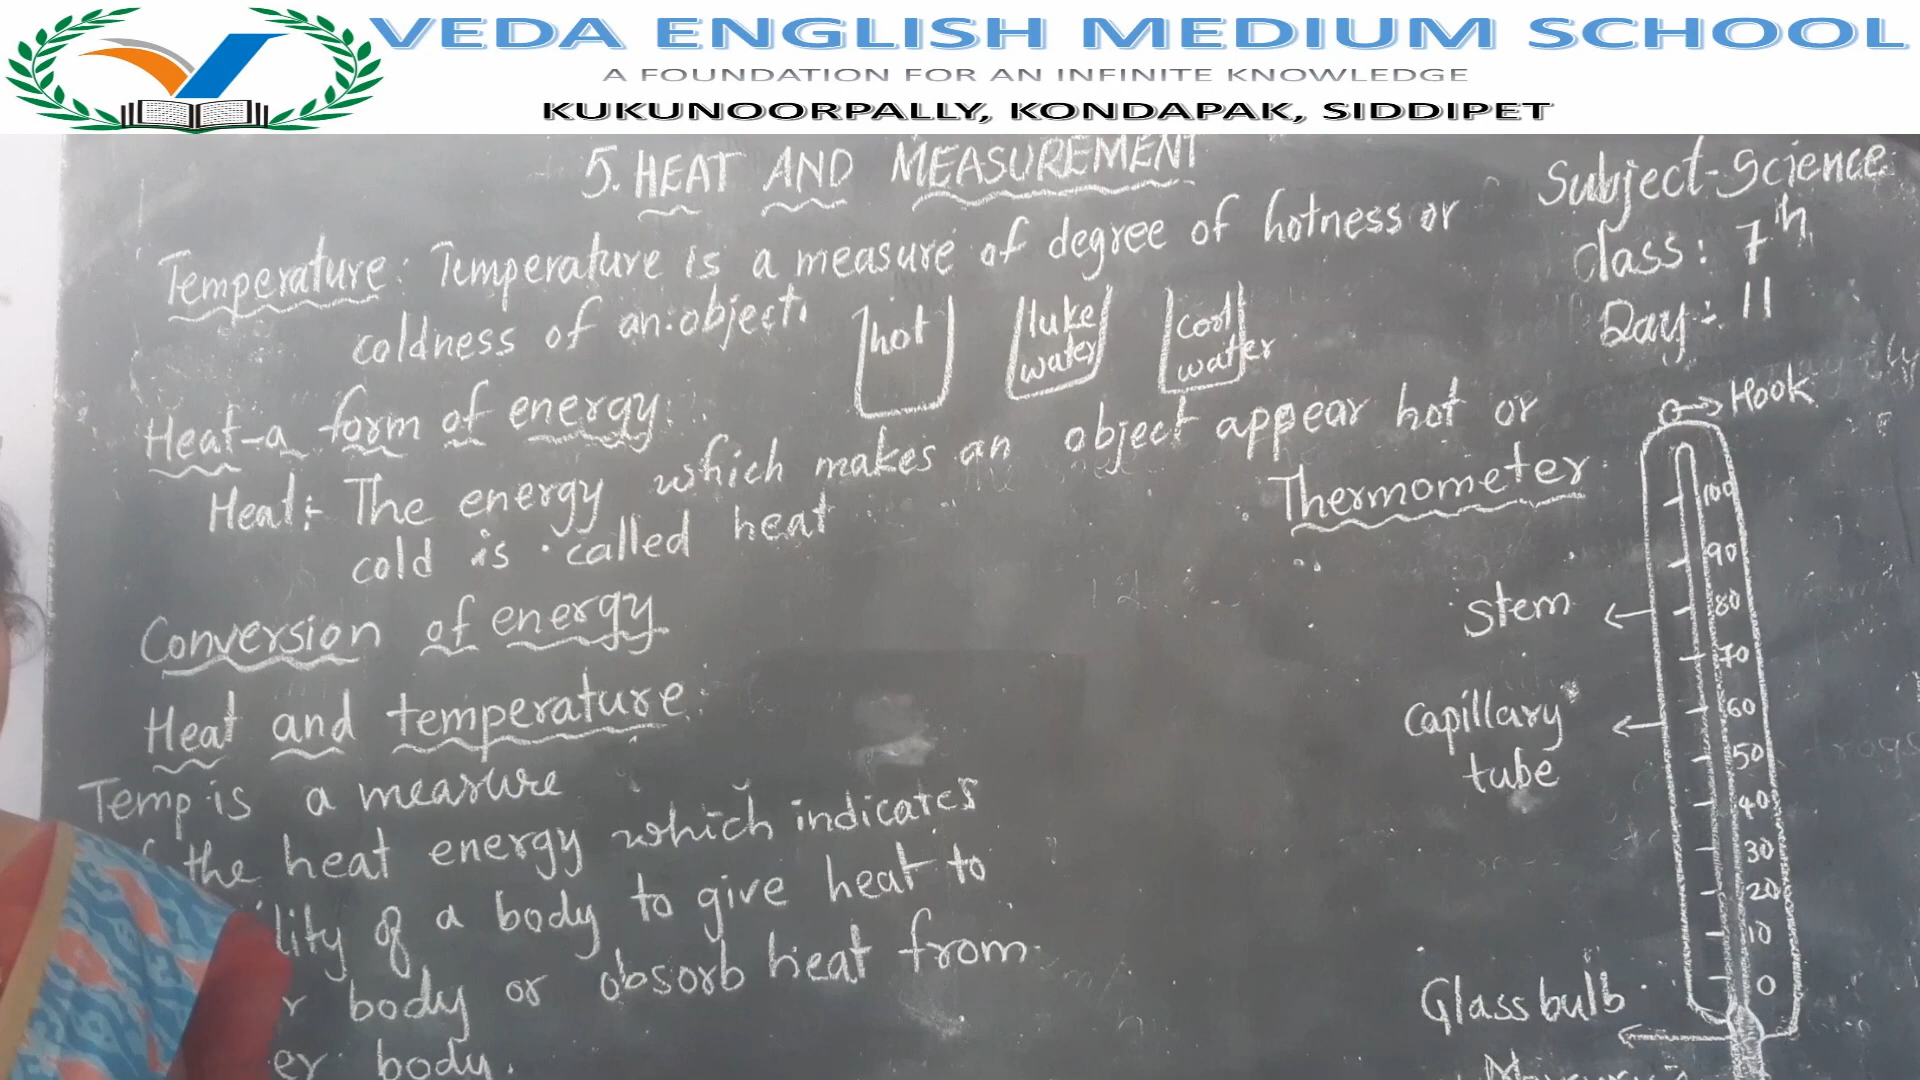 VEDA ENGLISH MEDIUM SCHOOL
A FOUNDATION FOR AN INFINITE KNOWLEDGE
KUKUNOORPALLY, KONDAPAK, SIDDIPET
5. HEAT AND MEASUREMENT
Subject-Science
Class: 7th
Day:- 11
Temperature: Temperature is a measure of degree of hotness or
coldness of an object.
hot
luke
water
cool
water
Heat-a form of energy:
Heat:- The energy which makes an object appear hot or
cold is called heat
Conversion of energy
Heat and temperature
Temp is a measure
the heat energy which indicates
lity of a body to give heat to
r body or absorb heat from
er body.
Thermometer
Hook
100
90
Stem
80
70
Capillary
tube
60
50
40
30
20
10
0
Glass bulb